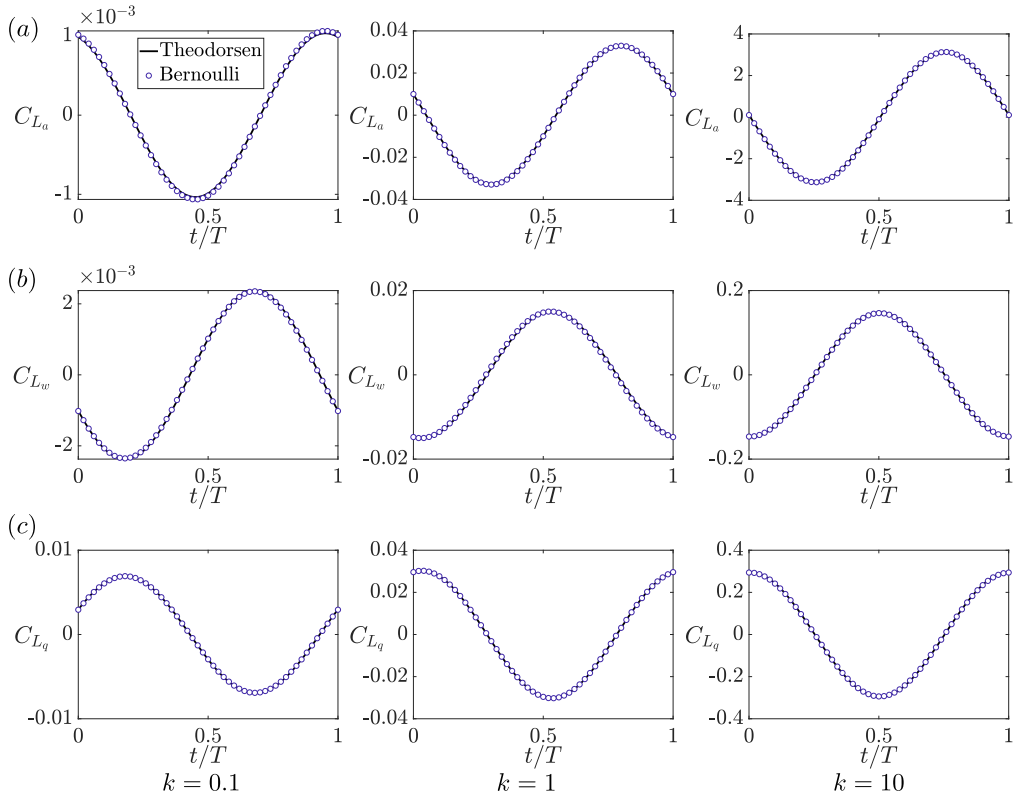 (a)
×10⁻³
1
0
-1
C_{L_a}
Theodorsen
Bernoulli
0 0.5 1
t/T
0.04
0.02
0
-0.02
-0.04
C_{L_a}
0 0.5 1
t/T
4
2
0
-2
-4
C_{L_a}
0 0.5 1
t/T
(b)
×10⁻³
2
0
-2
C_{L_w}
0 0.5 1
t/T
0.02
0
-0.02
C_{L_w}
0 0.5 1
t/T
0.2
0
-0.2
C_{L_w}
0 0.5 1
t/T
(c)
0.01
0
-0.01
C_{L_q}
0 0.5 1
t/T
k = 0.1
0.04
0.02
0
-0.02
-0.04
C_{L_q}
0 0.5 1
t/T
k = 1
0.4
0.2
0
-0.2
-0.4
C_{L_q}
0 0.5 1
t/T
k = 10